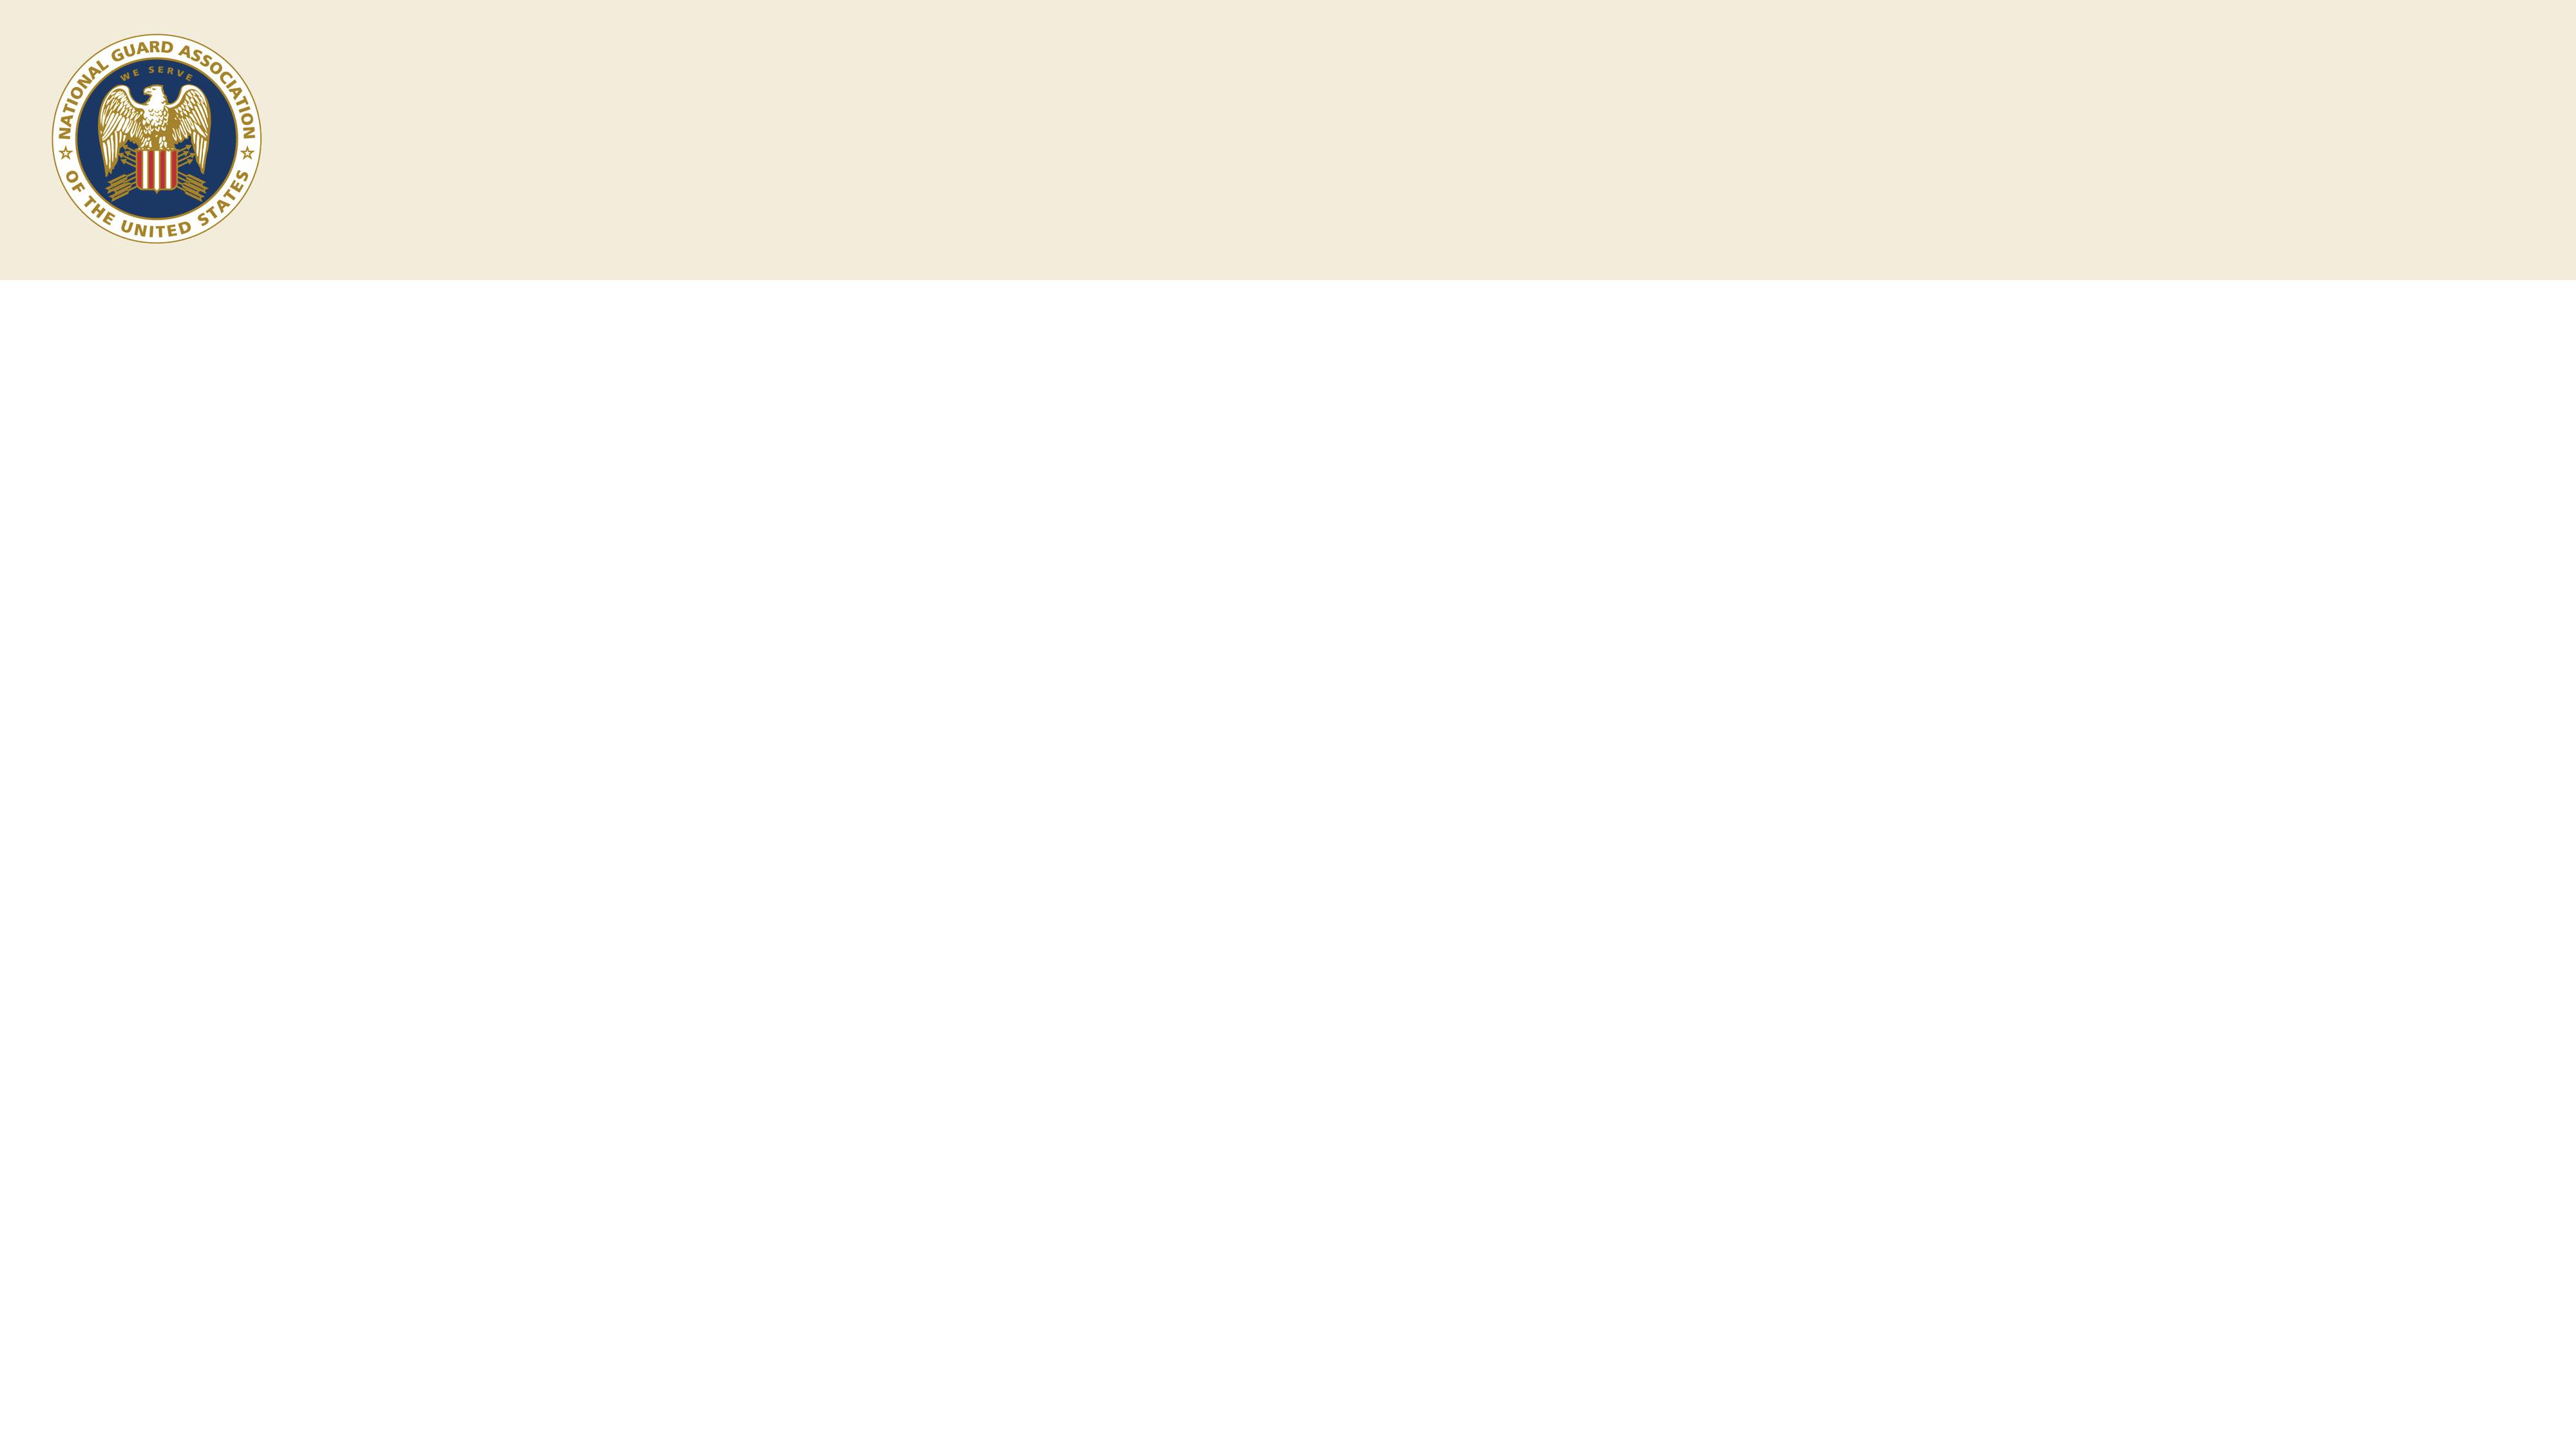 NATIONAL GUARD ASSOCIATION
WE SERVE
OF THE UNITED STATES